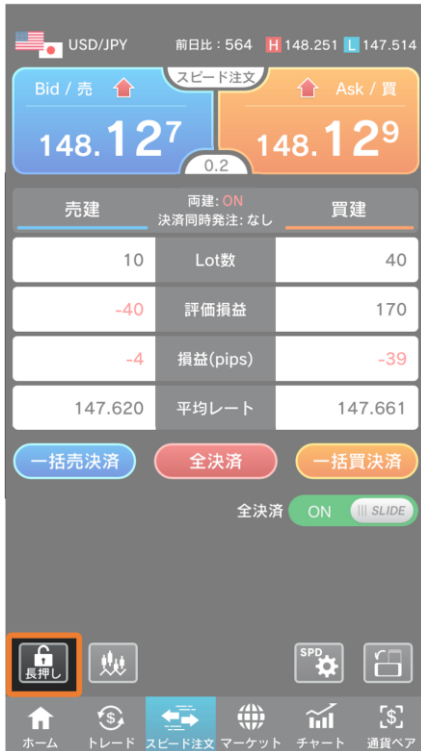 USD/JPY 前日比:564 H 148.251 L 147.514
スピード注文
Bid / 売 Ask / 買
148.127 148.129
0.2
売建 両建: ON 買建
決済同時発注: なし
10 Lot数 40
-40 評価損益 170
-4 損益(pips) -39
147.620 平均レート 147.661
一括売決済 全決済 一括買決済
全決済 ON SLIDE
長押し SPD
ホーム トレード スピード注文 マーケット チャート 通貨ペア